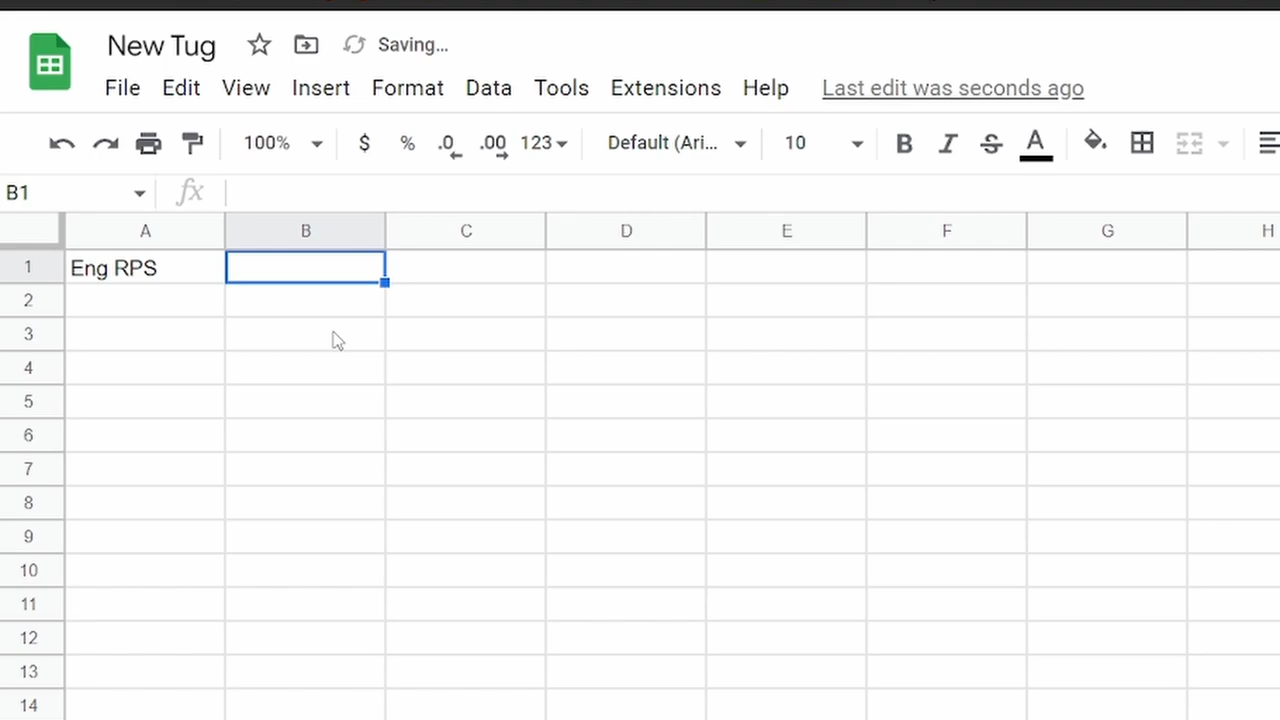 New Tug Saving...
File Edit View Insert Format Data Tools Extensions Help Last edit was seconds ago
100% $ % .0 .00 123 Default (Ari... 10 B I S A
B1 fx
A B C D E F G H
1 Eng RPS
2
3
4
5
6
7
8
9
10
11
12
13
14